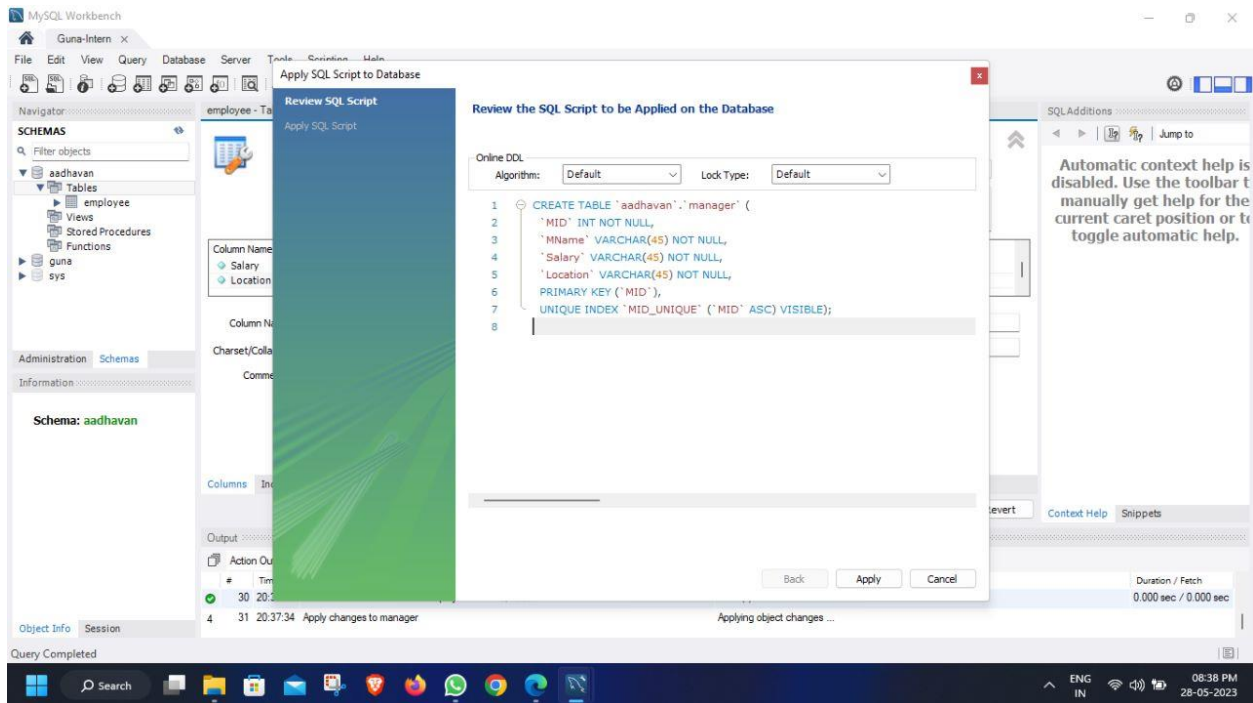 MySQL Workbench
Guna-Intern ×
File Edit View Query Database Server Tools Scripting Help
Navigator
SCHEMAS
Filter objects
aadhavan
Tables
employee
Views
Stored Procedures
Functions
guna
sys
Administration Schemas
Information
Schema: aadhavan
Object Info Session
Query Completed
employee - Ta
Column Name
Salary
Location
Column Na
Charset/Colla
Comme
Columns Ind
evert
Output
Action Ou
# Tim
30 20:3
4 31 20:37:34 Apply changes to manager Applying object changes ...
Duration / Fetch
0.000 sec / 0.000 sec
Apply SQL Script to Database
x
Review SQL Script
Apply SQL Script
Review the SQL Script to be Applied on the Database
Online DDL
Algorithm: Default Lock Type: Default
1 CREATE TABLE `aadhavan`.`manager` (
2 `MID` INT NOT NULL,
3 `MName` VARCHAR(45) NOT NULL,
4 `Salary` VARCHAR(45) NOT NULL,
5 `Location` VARCHAR(45) NOT NULL,
6 PRIMARY KEY (`MID`),
7 UNIQUE INDEX `MID_UNIQUE` (`MID` ASC) VISIBLE);
8
Back Apply Cancel
SQLAdditions
Jump to
Automatic context help is
disabled. Use the toolbar t
manually get help for the
current caret position or to
toggle automatic help.
Context Help Snippets
Search
ENG
IN
08:38 PM
28-05-2023